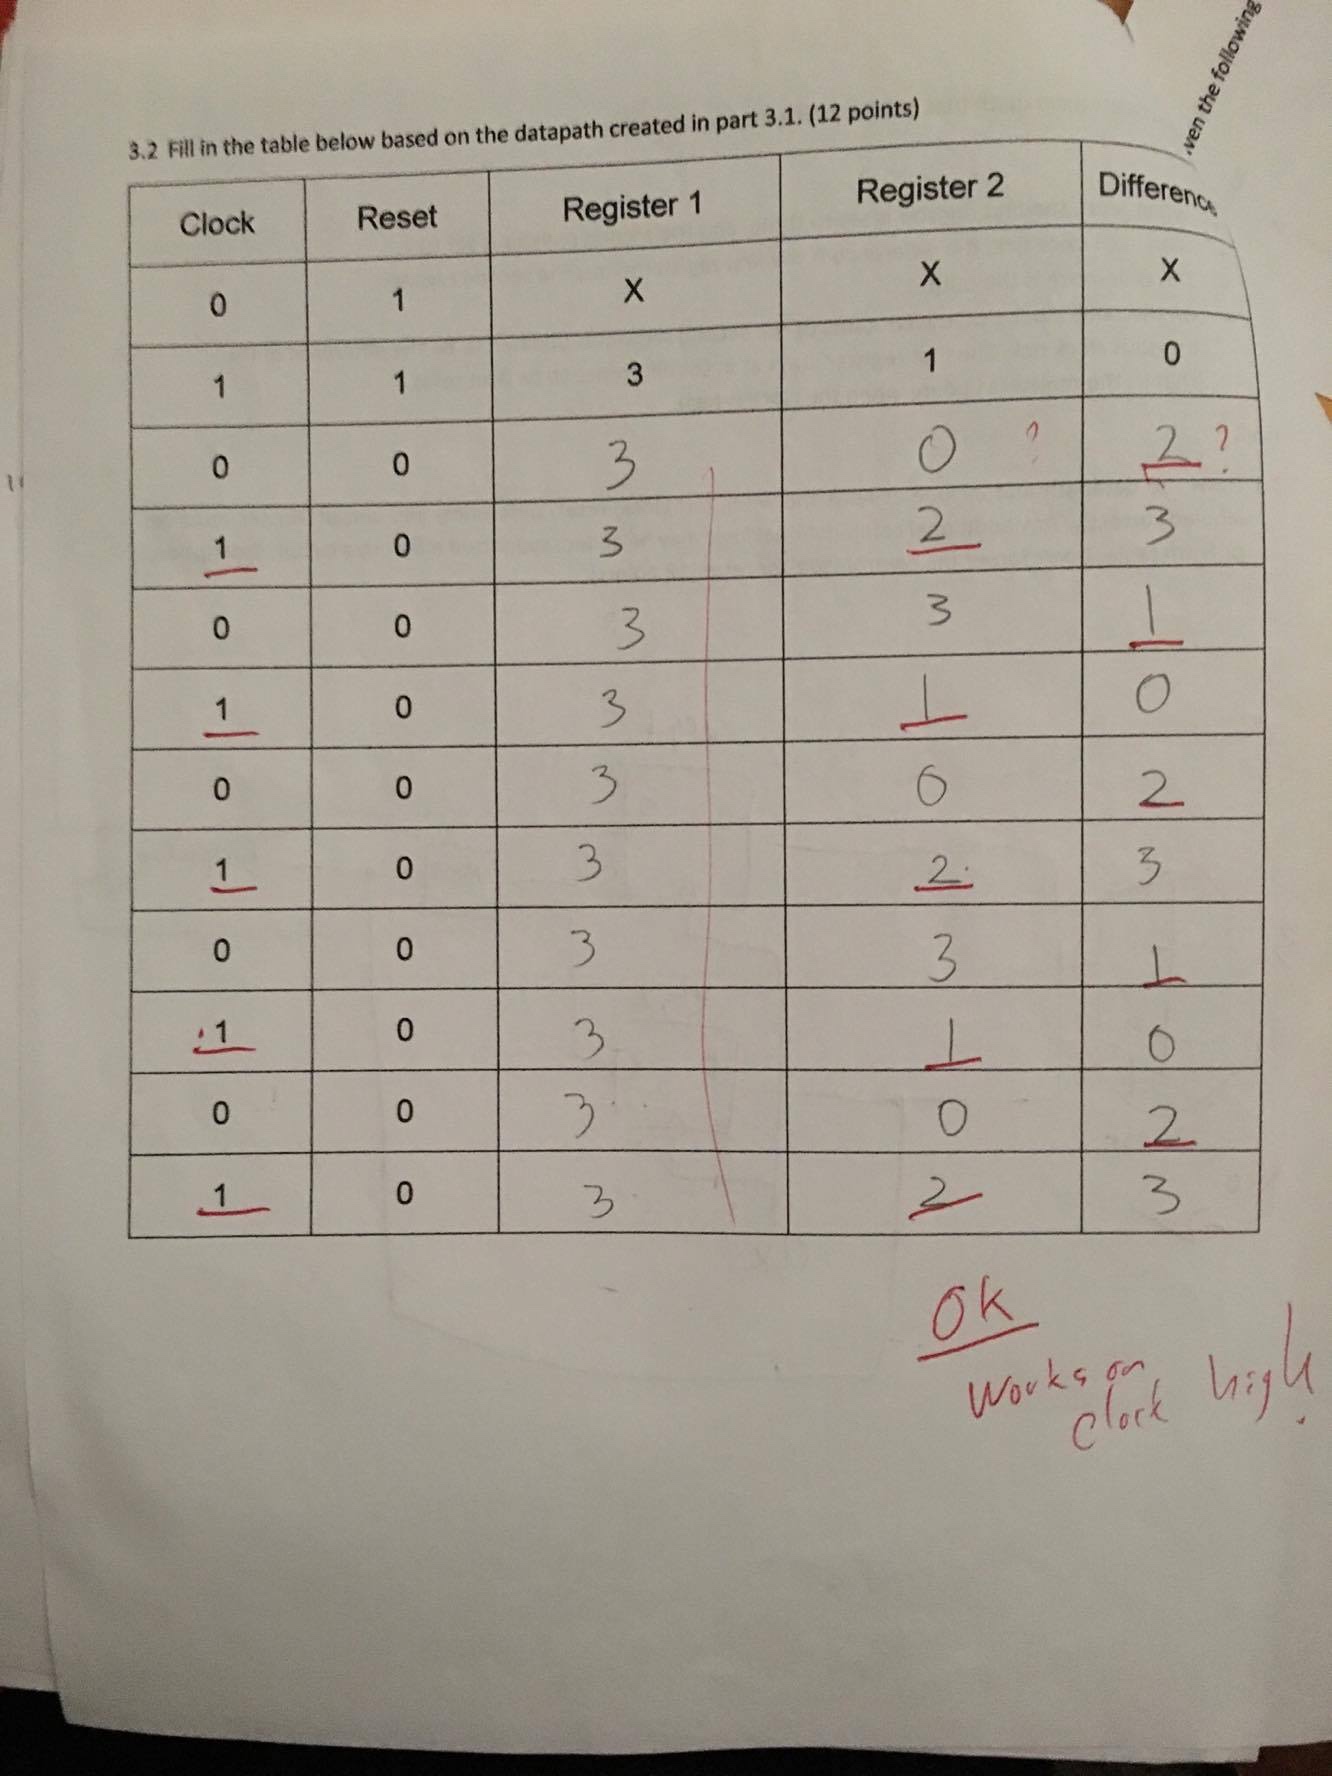 .ven the following
3.2 Fill in the table below based on the datapath created in part 3.1. (12 points)
Clock Reset Register 1 Register 2 Difference
0 1 X X X
1 1 3 1 0
0 0 3 0 ? 2 ?
1 0 3 2 3
0 0 3 3 1
1 0 3 1 0
0 0 3 0 2
1 0 3 2 3
0 0 3 3 1
1 0 3 1 0
0 0 3 0 2
1 0 3 2 3
OK
Works on
clock high.